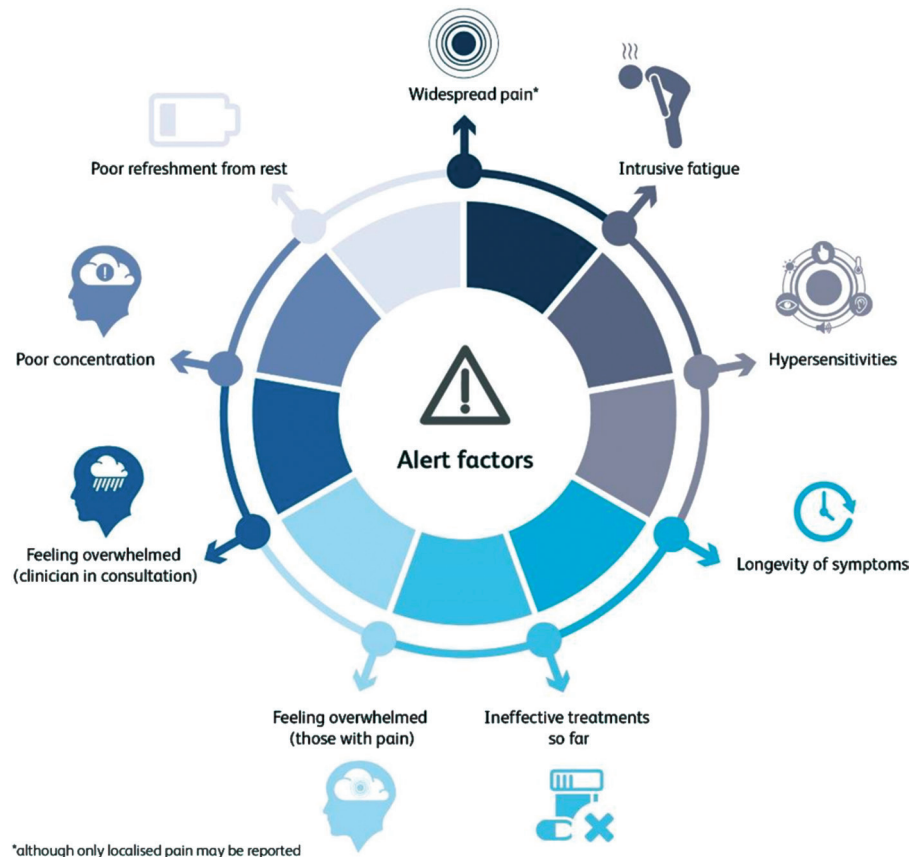 Widespread pain*
Intrusive fatigue
Hypersensitivities
Longevity of symptoms
Ineffective treatments
so far
Feeling overwhelmed
(those with pain)
Feeling overwhelmed
(clinician in consultation)
Poor concentration
Poor refreshment from rest
Alert factors
*although only localised pain may be reported